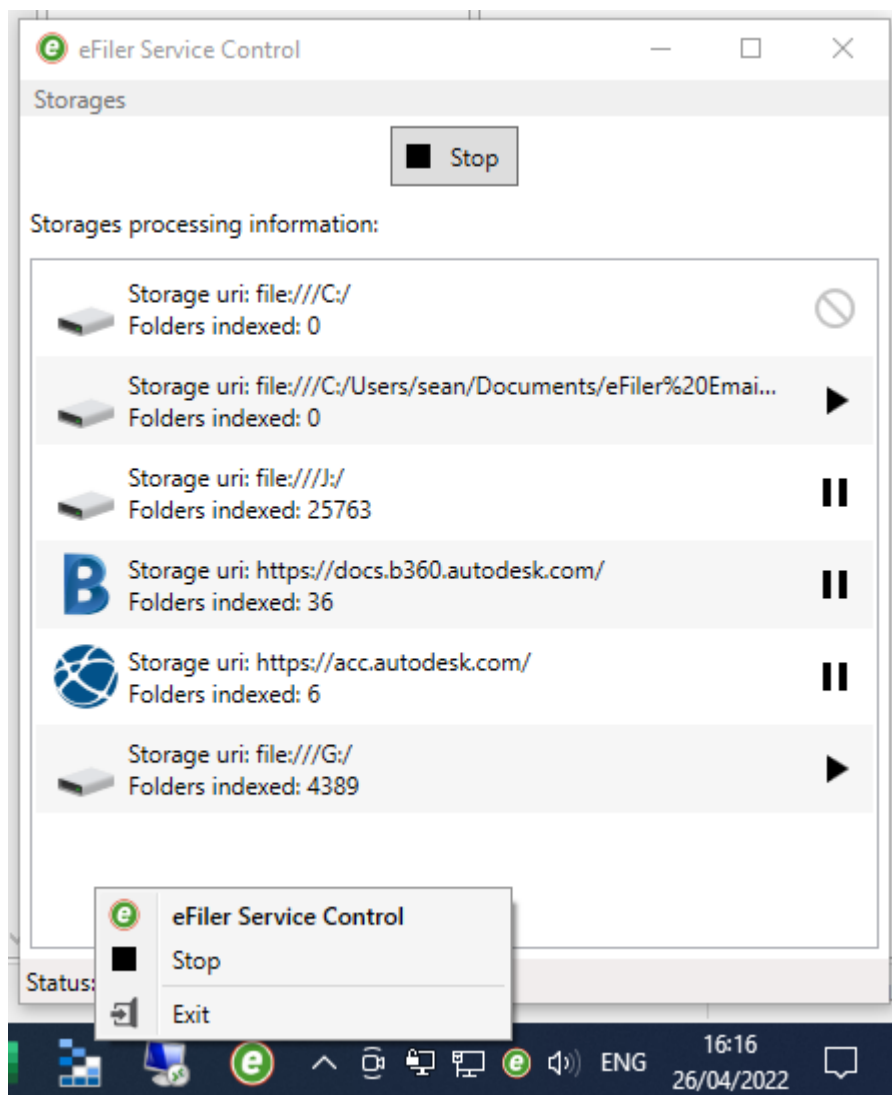 eFiler Service Control
Storages
Stop
Storages processing information:
Storage uri: file:///C:/
Folders indexed: 0
Storage uri: file:///C:/Users/sean/Documents/eFiler%20Emai...
Folders indexed: 0
Storage uri: file:///J:/
Folders indexed: 25763
Storage uri: https://docs.b360.autodesk.com/
Folders indexed: 36
Storage uri: https://acc.autodesk.com/
Folders indexed: 6
Storage uri: file:///G:/
Folders indexed: 4389
eFiler Service Control
Stop
Status:
Exit
ENG
16:16
26/04/2022